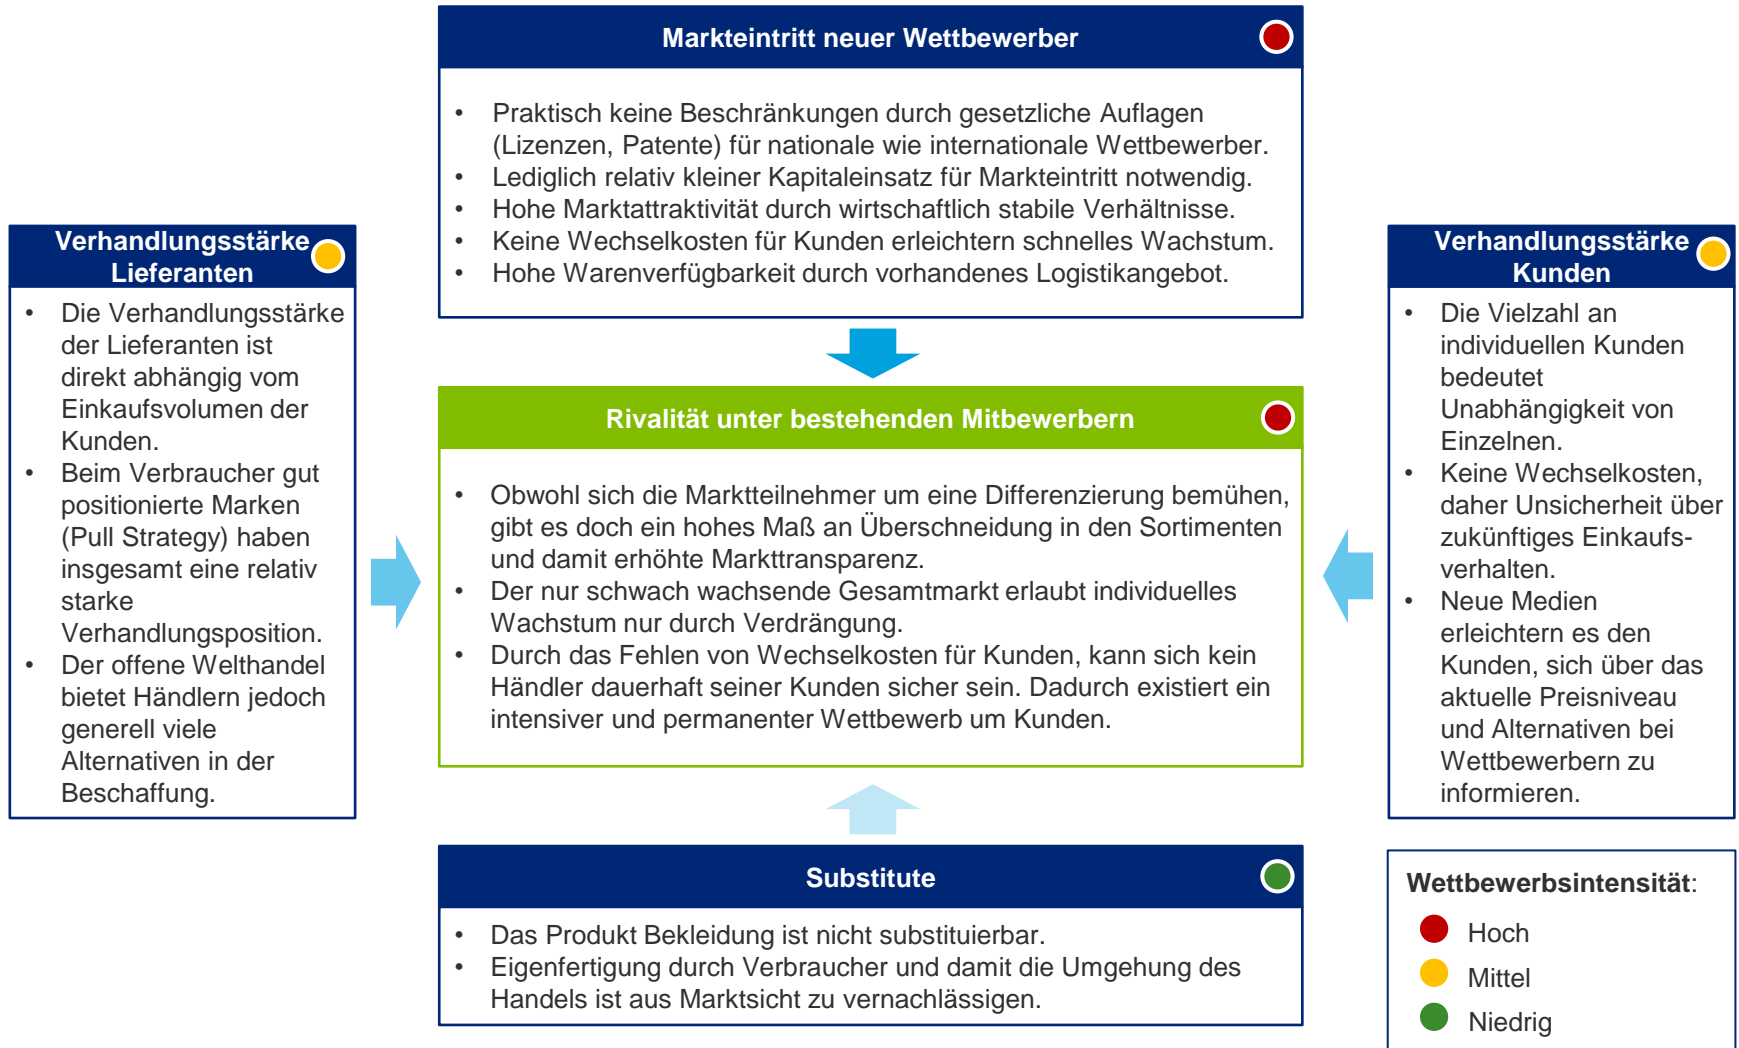 Markteintritt neuer Wettbewerber
• Praktisch keine Beschränkungen durch gesetzliche Auflagen
(Lizenzen, Patente) für nationale wie internationale Wettbewerber.
• Lediglich relativ kleiner Kapitaleinsatz für Markteintritt notwendig.
• Hohe Marktattraktivität durch wirtschaftlich stabile Verhältnisse.
• Keine Wechselkosten für Kunden erleichtern schnelles Wachstum.
• Hohe Warenverfügbarkeit durch vorhandenes Logistikangebot.
Verhandlungsstärke
Lieferanten
• Die Verhandlungsstärke
der Lieferanten ist
direkt abhängig vom
Einkaufsvolumen der
Kunden.
• Beim Verbraucher gut
positionierte Marken
(Pull Strategy) haben
insgesamt eine relativ
starke
Verhandlungsposition.
• Der offene Welthandel
bietet Händlern jedoch
generell viele
Alternativen in der
Beschaffung.
Rivalität unter bestehenden Mitbewerbern
• Obwohl sich die Marktteilnehmer um eine Differenzierung bemühen,
gibt es doch ein hohes Maß an Überschneidung in den Sortimenten
und damit erhöhte Markttransparenz.
• Der nur schwach wachsende Gesamtmarkt erlaubt individuelles
Wachstum nur durch Verdrängung.
• Durch das Fehlen von Wechselkosten für Kunden, kann sich kein
Händler dauerhaft seiner Kunden sicher sein. Dadurch existiert ein
intensiver und permanenter Wettbewerb um Kunden.
Verhandlungsstärke
Kunden
• Die Vielzahl an
individuellen Kunden
bedeutet
Unabhängigkeit von
Einzelnen.
• Keine Wechselkosten,
daher Unsicherheit über
zukünftiges Einkaufs-
verhalten.
• Neue Medien
erleichtern es den
Kunden, sich über das
aktuelle Preisniveau
und Alternativen bei
Wettbewerbern zu
informieren.
Substitute
• Das Produkt Bekleidung ist nicht substituierbar.
• Eigenfertigung durch Verbraucher und damit die Umgehung des
Handels ist aus Marktsicht zu vernachlässigen.
Wettbewerbsintensität:
Hoch
Mittel
Niedrig